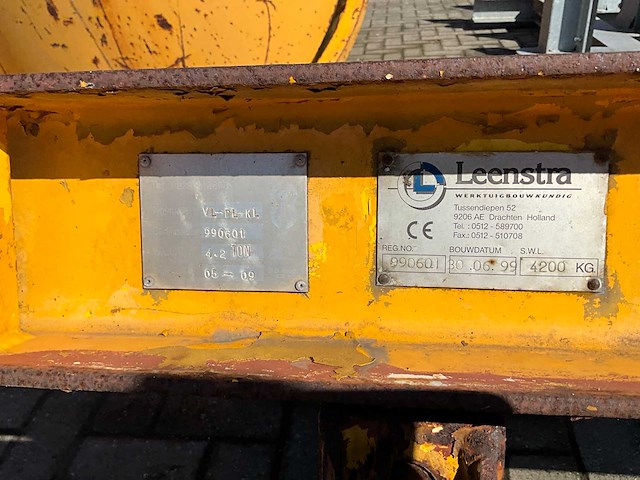 VL-FL-KL
990601
4.2 TON
05 = 09
Leenstra
WERKTUIGBOUWKUNDIG
Tussendiepen 52
9206 AE Drachten Holland
Tel. : 0512 - 589700
Fax.: 0512 - 510708
CE
REG.NO. BOUWDATUM S.W.L.
990601 30.06.99 4200 KG